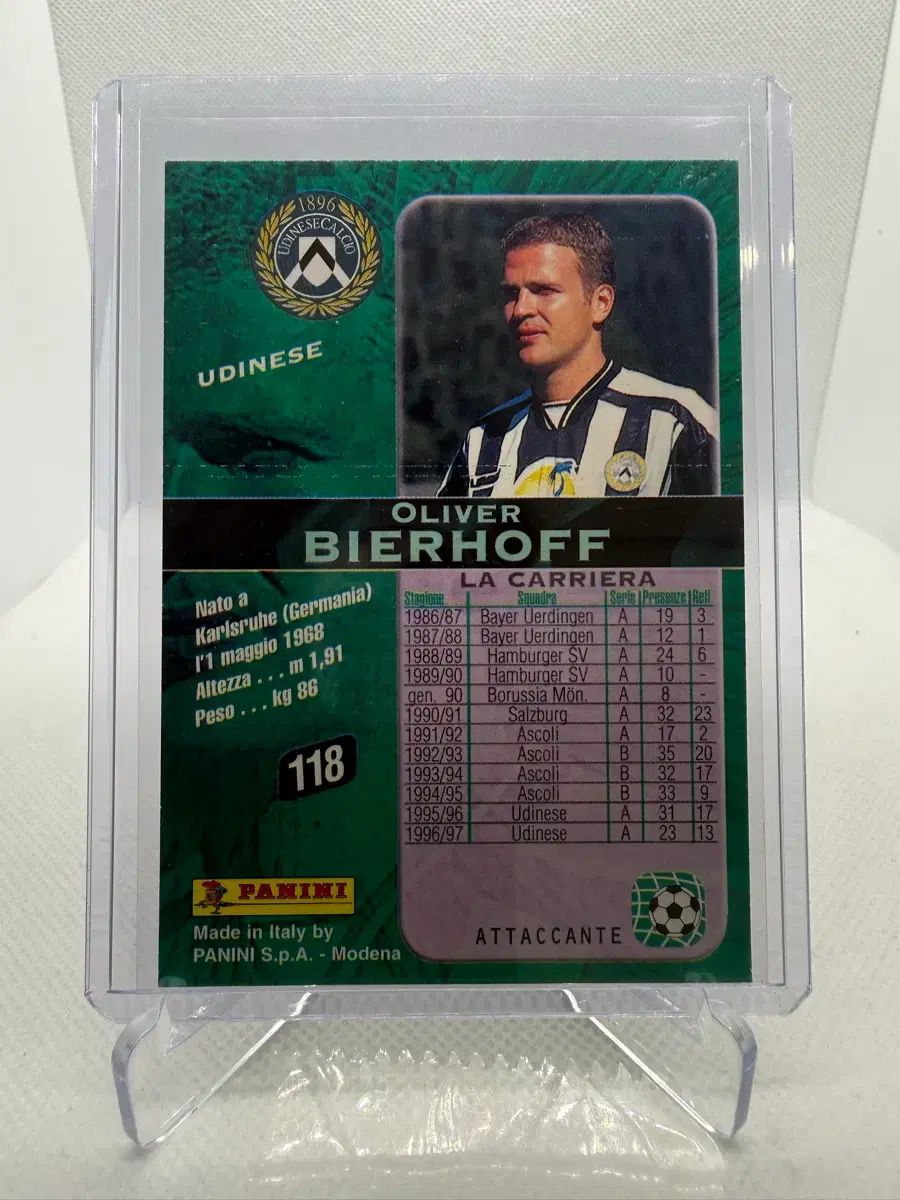 1896
UDINESE CALCIO
UDINESE
OLIVER
BIERHOFF
LA CARRIERA
Stagione Squadra Serie Presenze Reti
1986/87 Bayer Uerdingen A 19 3
1987/88 Bayer Uerdingen A 12 1
1988/89 Hamburger SV A 24 6
1989/90 Hamburger SV A 10 -
gen. 90 Borussia Mön. A 8 -
1990/91 Salzburg A 32 23
1991/92 Ascoli A 17 2
1992/93 Ascoli B 35 20
1993/94 Ascoli B 32 17
1994/95 Ascoli B 33 9
1995/96 Udinese A 31 17
1996/97 Udinese A 23 13
Nato a
Karlsruhe (Germania)
l'1 maggio 1968
Altezza . . . m 1,91
Peso . . . kg 86
118
PANINI
Made in Italy by
PANINI S.p.A. - Modena
ATTACCANTE